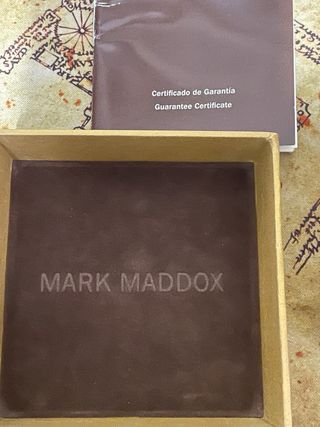 Certificado de Garantía
Guarantee Certificate
MARK MADDOX